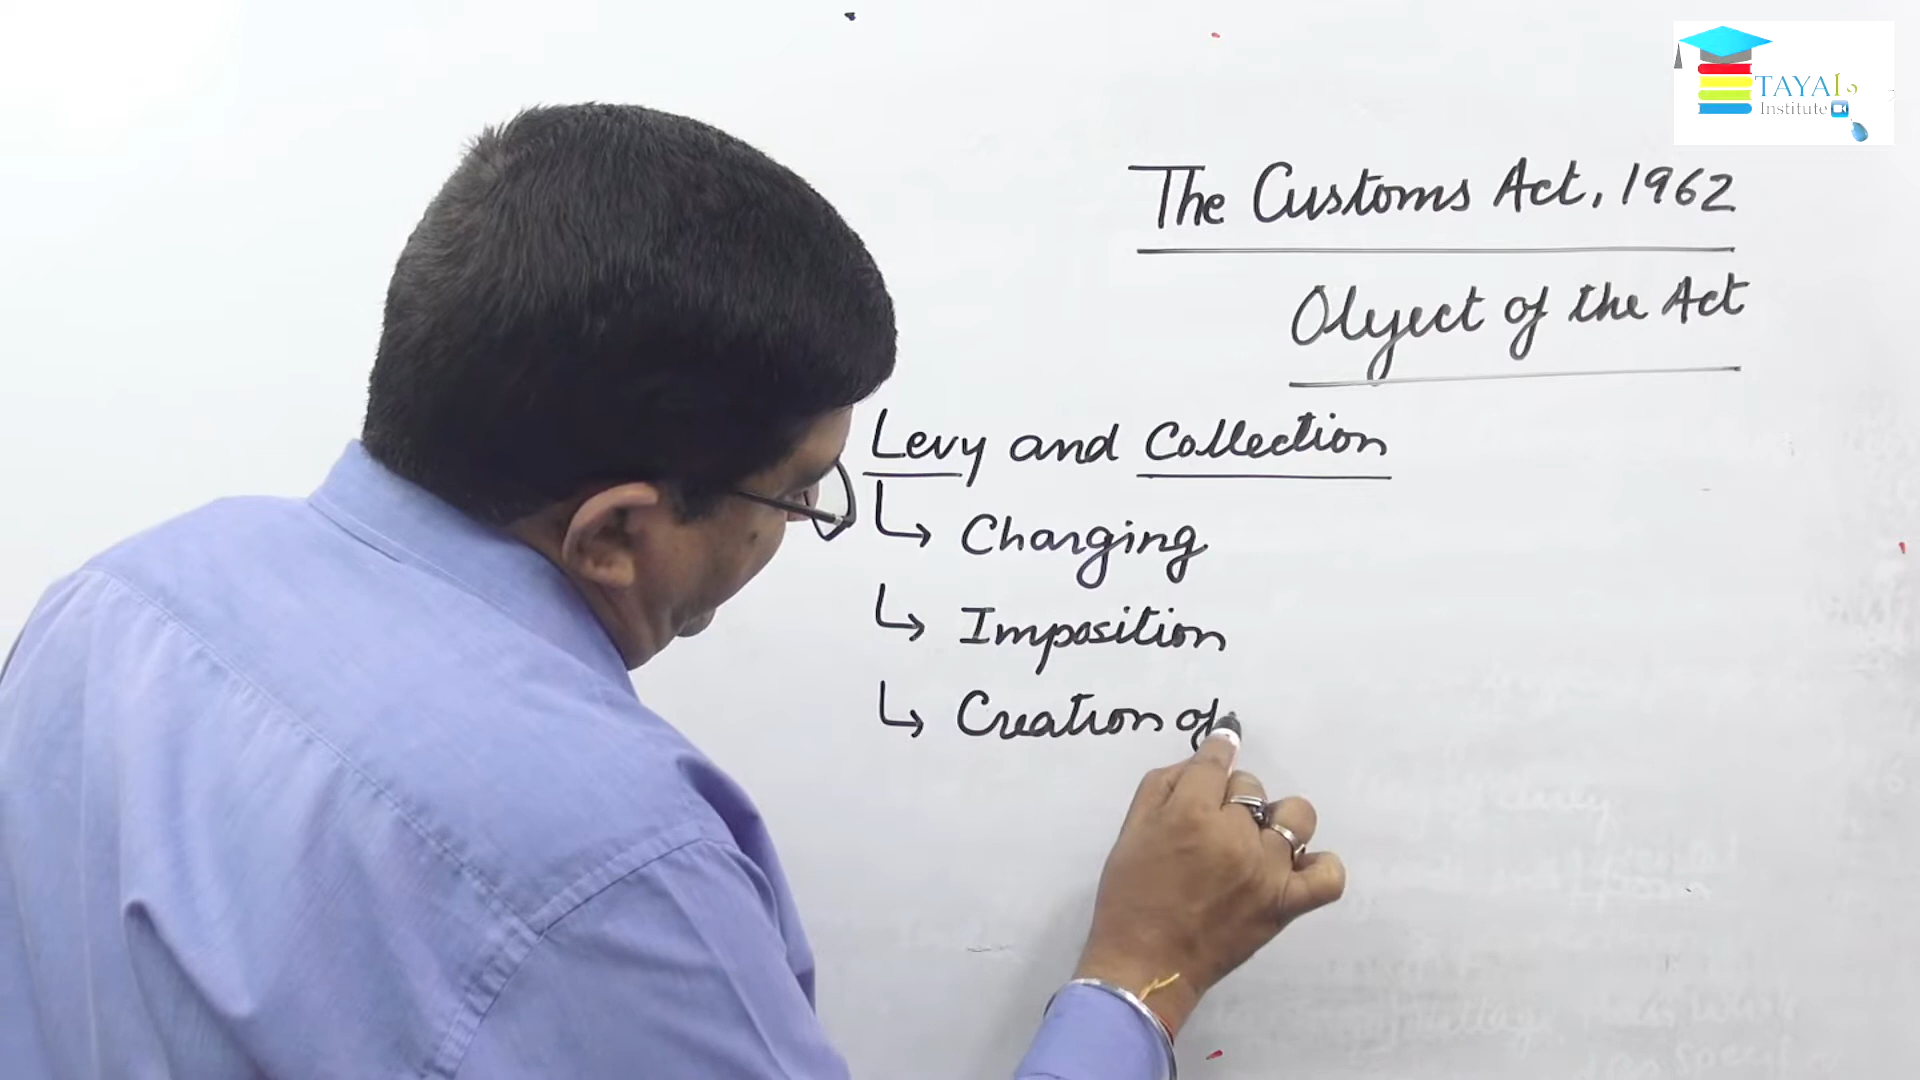 TAYAL
Institute
The Customs Act, 1962
Object of the Act
Levy and Collection
↳ Charging
↳ Imposition
↳ Creation of